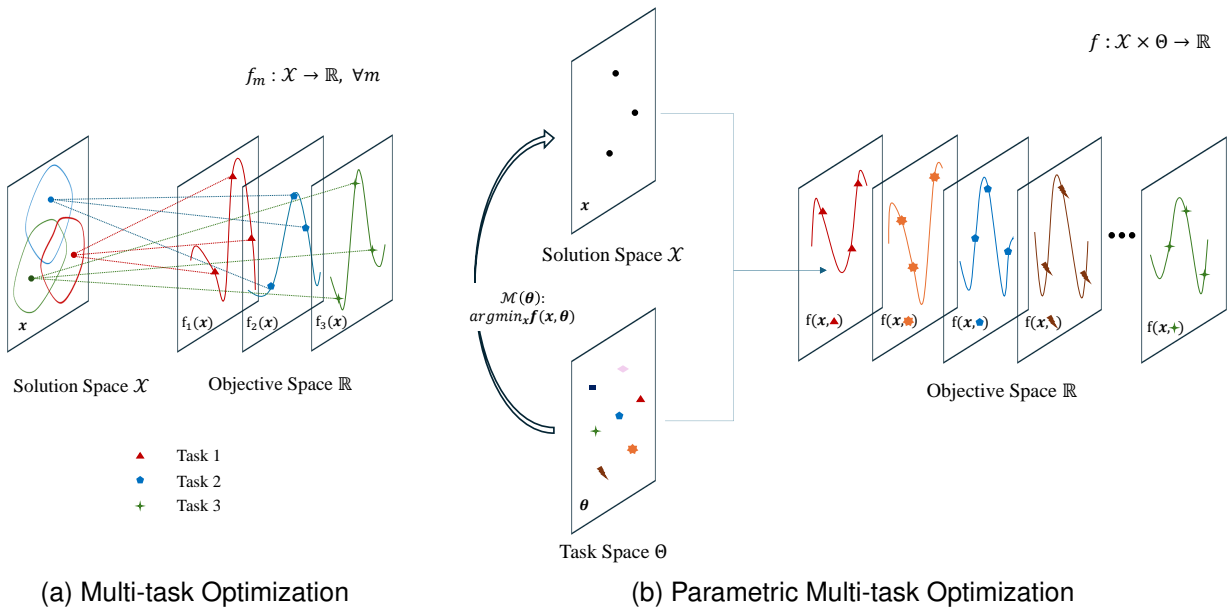 f_m : 𝒳 → ℝ, ∀m
x
f₁(x)
f₂(x)
f₃(x)
Solution Space 𝒳
Objective Space ℝ
Task 1
Task 2
Task 3
(a) Multi-task Optimization
f : 𝒳 × Θ → ℝ
x
Solution Space 𝒳
ℳ(θ):
argminₓf(x, θ)
θ
Task Space Θ
f(x,▲)
f(x, )
f(x, )
f(x, )
•••
f(x,✦)
Objective Space ℝ
(b) Parametric Multi-task Optimization